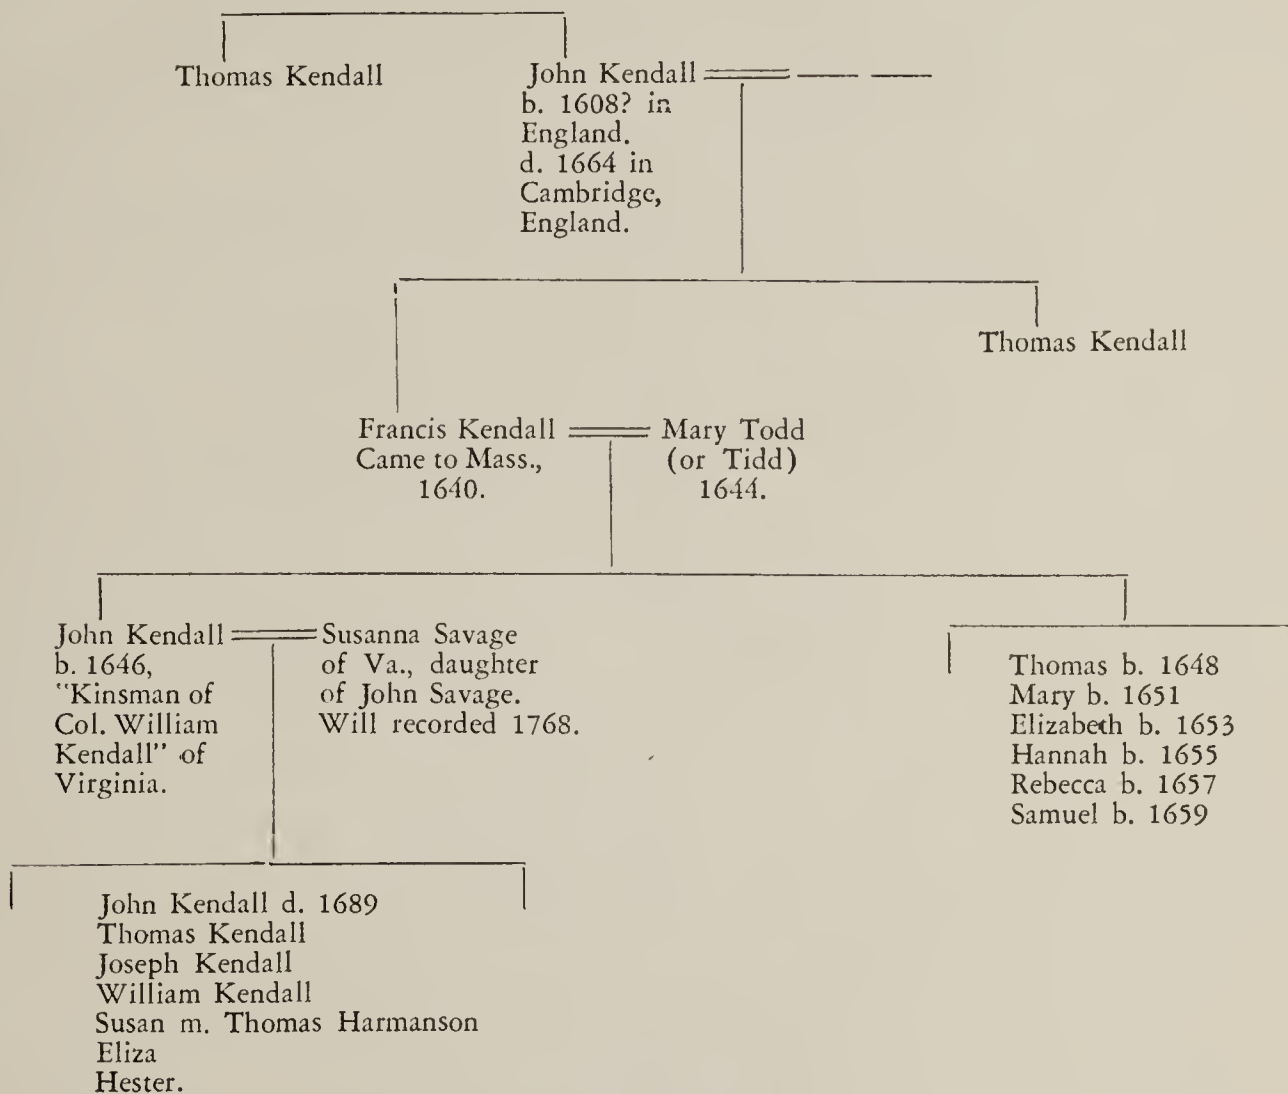 Thomas Kendall
John Kendall
b. 1608? in
England.
d. 1664 in
Cambridge,
England.
Thomas Kendall
Francis Kendall
Came to Mass.,
1640.
Mary Todd
(or Tidd)
1644.
John Kendall
b. 1646,
"Kinsman of
Col. William
Kendall" of
Virginia.
Susanna Savage
of Va., daughter
of John Savage.
Will recorded 1768.
Thomas b. 1648
Mary b. 1651
Elizabeth b. 1653
Hannah b. 1655
Rebecca b. 1657
Samuel b. 1659
John Kendall d. 1689
Thomas Kendall
Joseph Kendall
William Kendall
Susan m. Thomas Harmanson
Eliza
Hester.